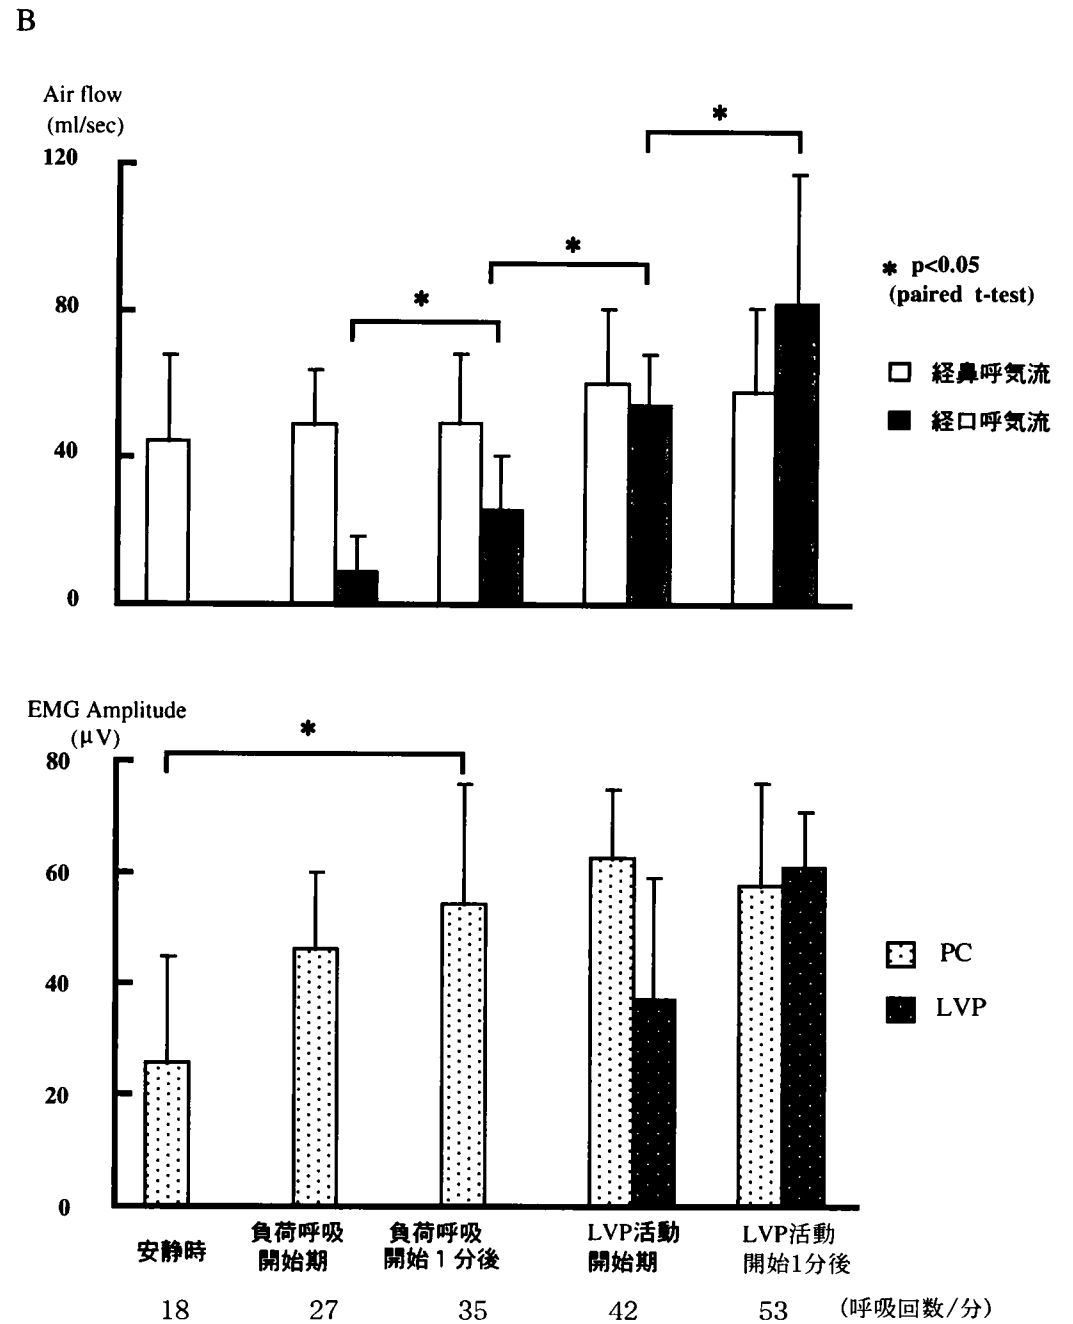 B
Air flow
(ml/sec)
120
80
40
0
*
*
*
* p<0.05
(paired t-test)
経鼻呼気流
経口呼気流
EMG Amplitude
(μV)
80
60
40
20
0
*
PC
LVP
安静時
負荷呼吸
開始期
負荷呼吸
開始1分後
LVP活動
開始期
LVP活動
開始1分後
18 27 35 42 53 (呼吸回数/分)